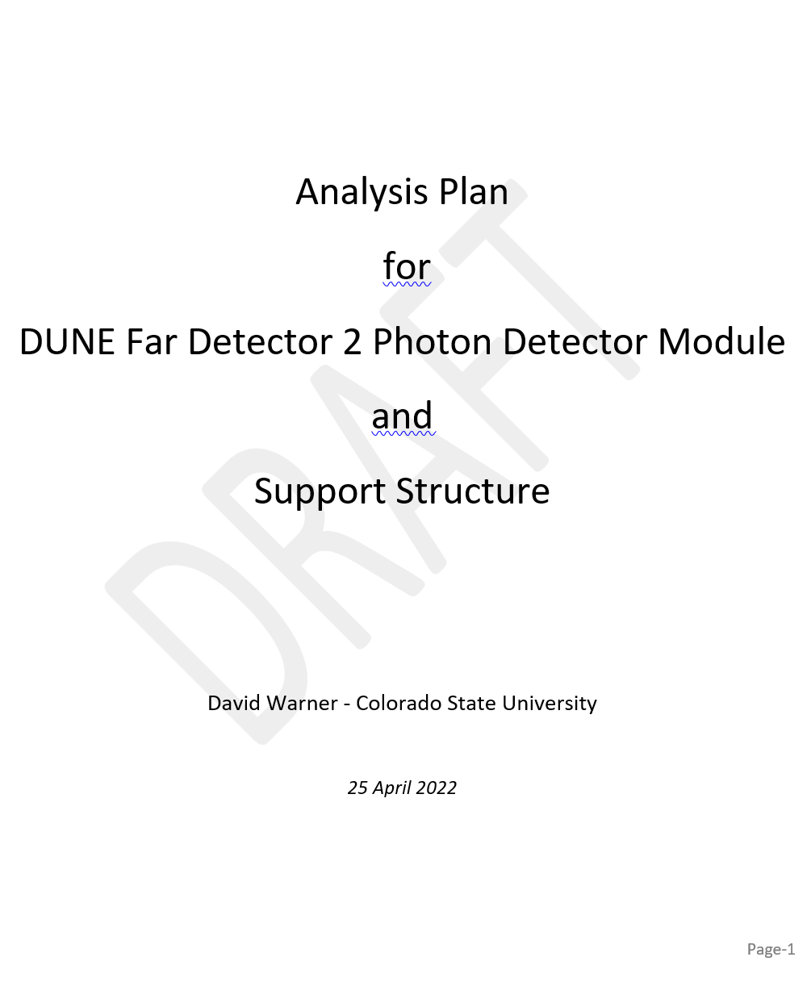 Analysis Plan
for
DUNE Far Detector 2 Photon Detector Module
and
Support Structure
DRAFT
David Warner - Colorado State University
25 April 2022
Page-1